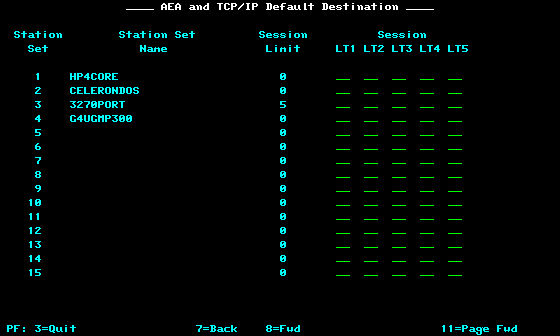 AEA and TCP/IP Default Destination
Station Station Set Session Session
Set Name Limit LT1 LT2 LT3 LT4 LT5
1 HP4CORE 0 __ __ __ __ __
2 CELERONDOS 0 __ __ __ __ __
3 3270PORT 5 __ __ __ __ __
4 G4UGMP300 0 __ __ __ __ __
5 0 __ __ __ __ __
6 0 __ __ __ __ __
7 0 __ __ __ __ __
8 0 __ __ __ __ __
9 0 __ __ __ __ __
10 0 __ __ __ __ __
11 0 __ __ __ __ __
12 0 __ __ __ __ __
13 0 __ __ __ __ __
14 0 __ __ __ __ __
15 0 __ __ __ __ __
PF: 3=Quit 7=Back 8=Fwd 11=Page Fwd